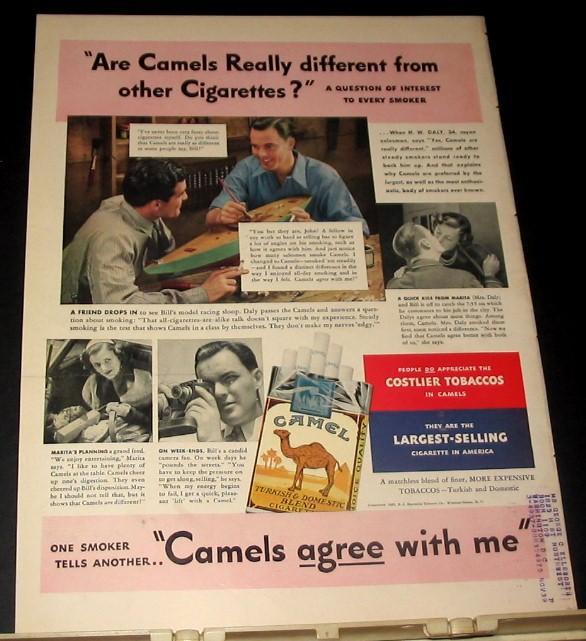 "Are Camels Really different from
other Cigarettes?" A QUESTION OF INTEREST
TO EVERY SMOKER
"I've never been very fussy about
cigarettes myself. Do you think
that Camels are really as different
as some people say, Bill?"
"You bet they are, John! A fellow in
any work as hard as selling has to figure
a lot of angles on his smoking, such as
how it agrees with him. And just notice
how many salesmen smoke Camels. I
changed to Camels—smoked 'em steadily
—and I found a distinct difference in the
way I enjoyed all-day smoking and in
the way I felt. Camels agree with me!"
...When H. W. DALY, 34, rayon
salesman, says "Yes, Camels are
really different," millions of other
steady smokers stand ready to
back him up. And that explains
why Camels are preferred by the
largest, as well as the most enthusi-
astic, body of smokers ever known.
A FRIEND DROPS IN to see Bill's model racing sloop. Daly passes the Camels and answers a ques-
tion about smoking: "That all-cigarettes-are-alike talk doesn't square with my experience. Steady
smoking is the test that shows Camels in a class by themselves. They don't make my nerves 'edgy.'"
A QUICK KISS FROM MARITA (Mrs. Daly)
and Bill is off to catch the 7:55 on which
he commutes to his job in the city. The
Dalys agree about most things. Among
them, Camels. Mrs. Daly smoked them
first, soon noticed a difference. "Now we
find that Camels agree better with both
of us," she says.
MARITA'S PLANNING a grand feed.
"We enjoy entertaining," Marita
says. "I like to have plenty of
Camels at the table. Camels cheer
up one's digestion. They even
cheered up Bill's disposition. May-
be I should not tell that, but it
shows that Camels are different!"
ON WEEK-ENDS, Bill's a candid
camera fan. On week days he
"pounds the streets." "You
have to keep the pressure on
to get along selling," he says.
"When my energy begins
to fail, I get a quick, pleas-
ant 'lift' with a Camel."
CAMEL
TURKISH & DOMESTIC
BLEND
CIGARETTES
CHOICE QUALITY
PEOPLE DO APPRECIATE THE
COSTLIER TOBACCOS
IN CAMELS
THEY ARE THE
LARGEST-SELLING
CIGARETTE IN AMERICA
A matchless blend of finer, MORE EXPENSIVE
TOBACCOS—Turkish and Domestic
ONE SMOKER
TELLS ANOTHER.. "Camels agree with me"